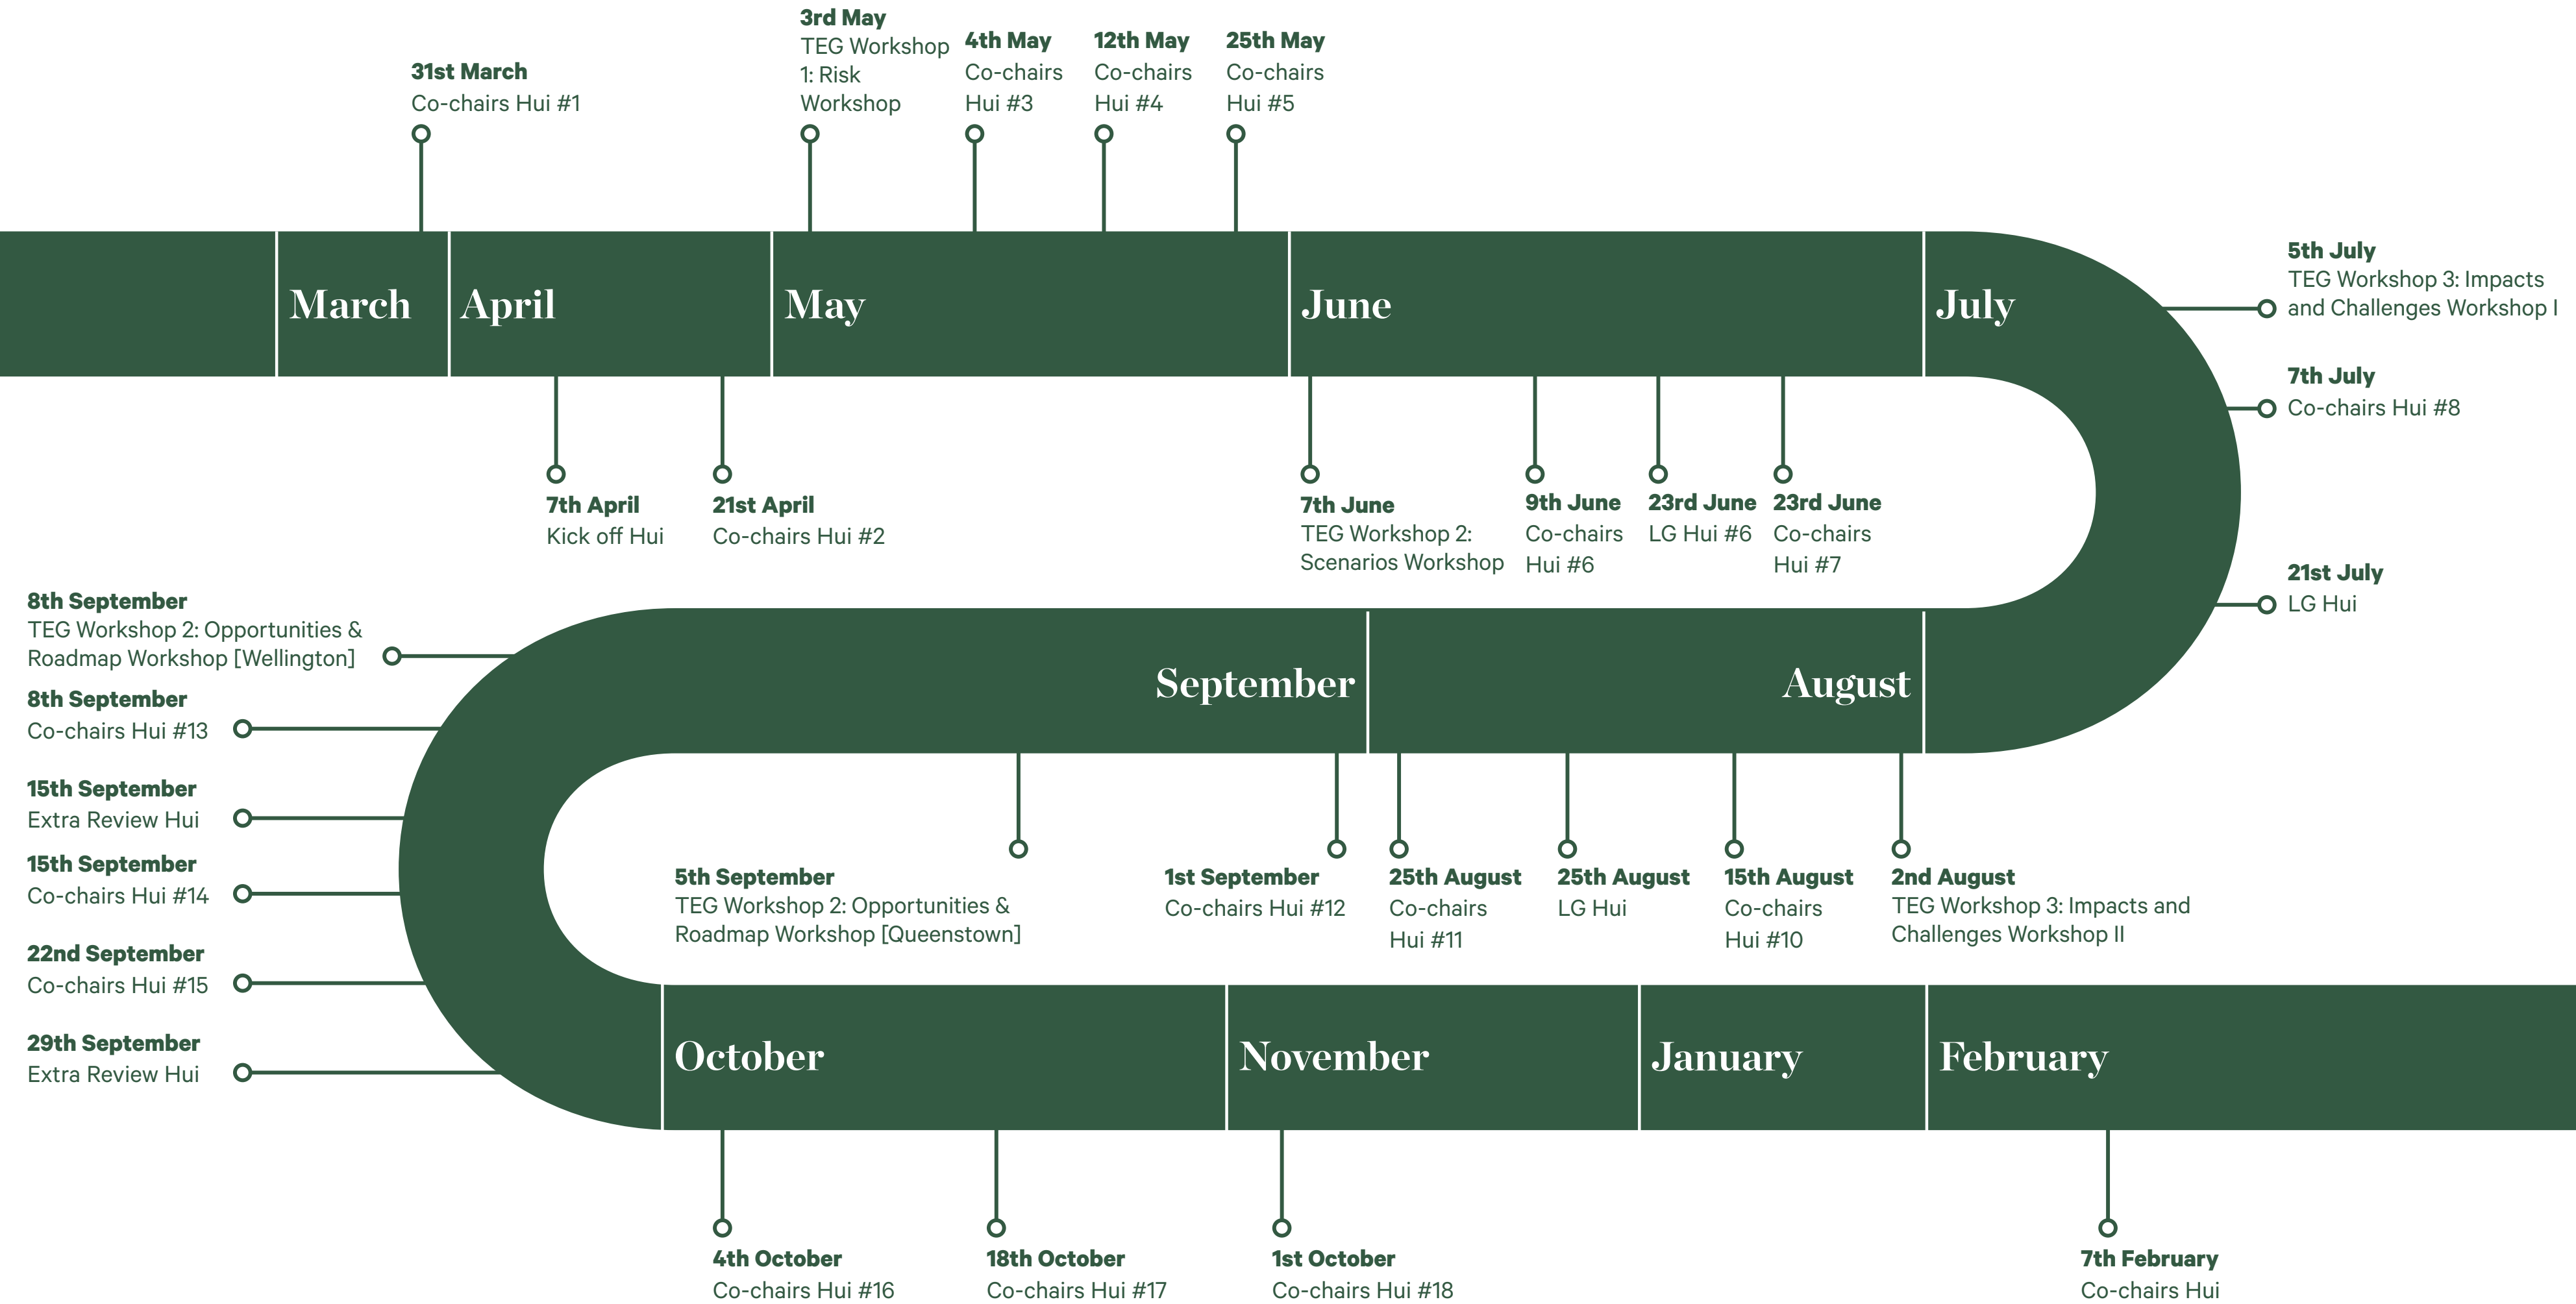 31st March
Co-chairs Hui #1
3rd May
TEG Workshop
1: Risk
Workshop
4th May
Co-chairs
Hui #3
12th May
Co-chairs
Hui #4
25th May
Co-chairs
Hui #5
March
April
May
June
July
5th July
TEG Workshop 3: Impacts
and Challenges Workshop I
7th July
Co-chairs Hui #8
21st July
LG Hui
7th April
Kick off Hui
21st April
Co-chairs Hui #2
7th June
TEG Workshop 2:
Scenarios Workshop
9th June
Co-chairs
Hui #6
23rd June
LG Hui #6
23rd June
Co-chairs
Hui #7
August
September
2nd August
TEG Workshop 3: Impacts and
Challenges Workshop II
15th August
Co-chairs
Hui #10
25th August
LG Hui
25th August
Co-chairs
Hui #11
1st September
Co-chairs Hui #12
5th September
TEG Workshop 2: Opportunities &
Roadmap Workshop [Queenstown]
8th September
TEG Workshop 2: Opportunities &
Roadmap Workshop [Wellington]
8th September
Co-chairs Hui #13
15th September
Extra Review Hui
15th September
Co-chairs Hui #14
22nd September
Co-chairs Hui #15
29th September
Extra Review Hui
October
November
January
February
4th October
Co-chairs Hui #16
18th October
Co-chairs Hui #17
1st October
Co-chairs Hui #18
7th February
Co-chairs Hui